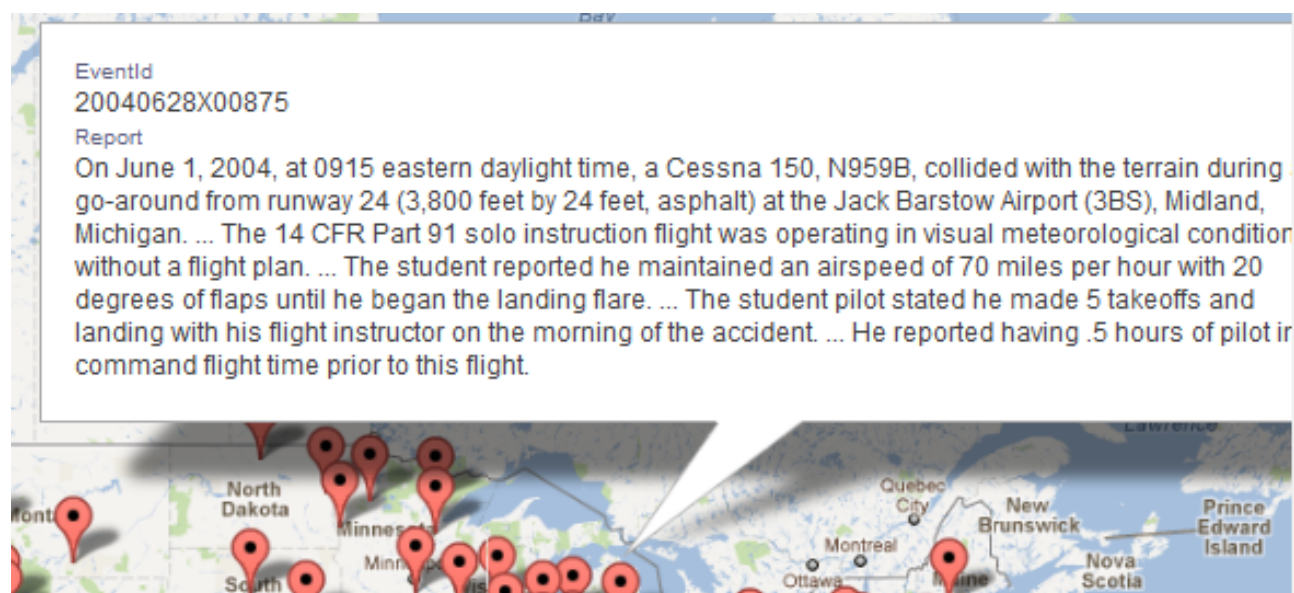 Bay
EventId
20040628X00875
Report
On June 1, 2004, at 0915 eastern daylight time, a Cessna 150, N959B, collided with the terrain during
go-around from runway 24 (3,800 feet by 24 feet, asphalt) at the Jack Barstow Airport (3BS), Midland,
Michigan. ... The 14 CFR Part 91 solo instruction flight was operating in visual meteorological condition
without a flight plan. ... The student reported he maintained an airspeed of 70 miles per hour with 20
degrees of flaps until he began the landing flare. ... The student pilot stated he made 5 takeoffs and
landing with his flight instructor on the morning of the accident. ... He reported having .5 hours of pilot in
command flight time prior to this flight.
Lawrence
North
Dakota
Mont
Minnesota
Minn
South
Quebec
City
New
Brunswick
Prince
Edward
Island
Montreal
Ottawa
Maine
Nova
Scotia